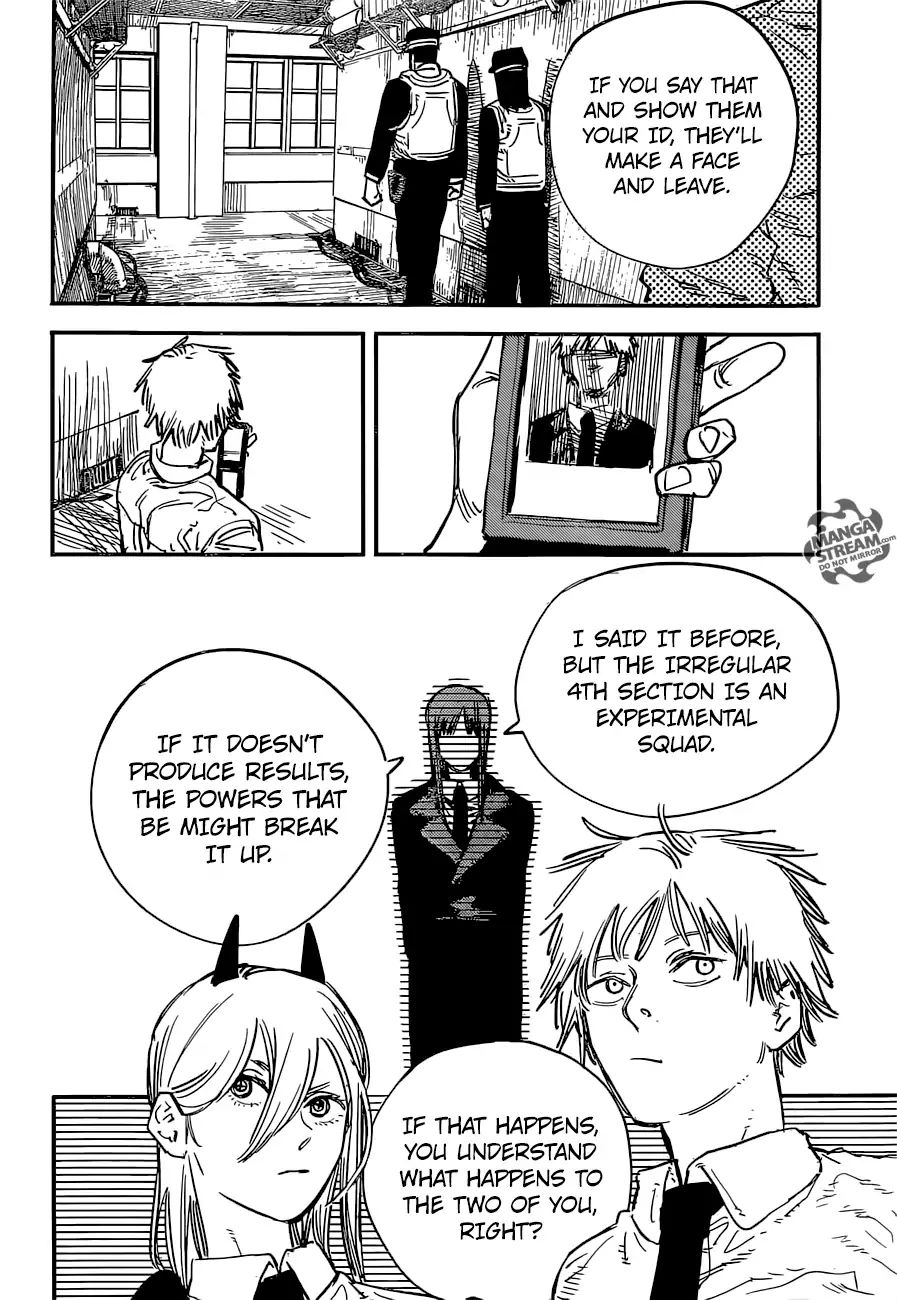 IF YOU SAY THAT
AND SHOW THEM
YOUR ID, THEY'LL
MAKE A FACE
AND LEAVE.
MANGA
STREAM.com
DO NOT MIRROR
I SAID IT BEFORE,
BUT THE IRREGULAR
4TH SECTION IS AN
EXPERIMENTAL
SQUAD.
IF IT DOESN'T
PRODUCE RESULTS,
THE POWERS THAT
BE MIGHT BREAK
IT UP.
IF THAT HAPPENS,
YOU UNDERSTAND
WHAT HAPPENS TO
THE TWO OF YOU,
RIGHT?